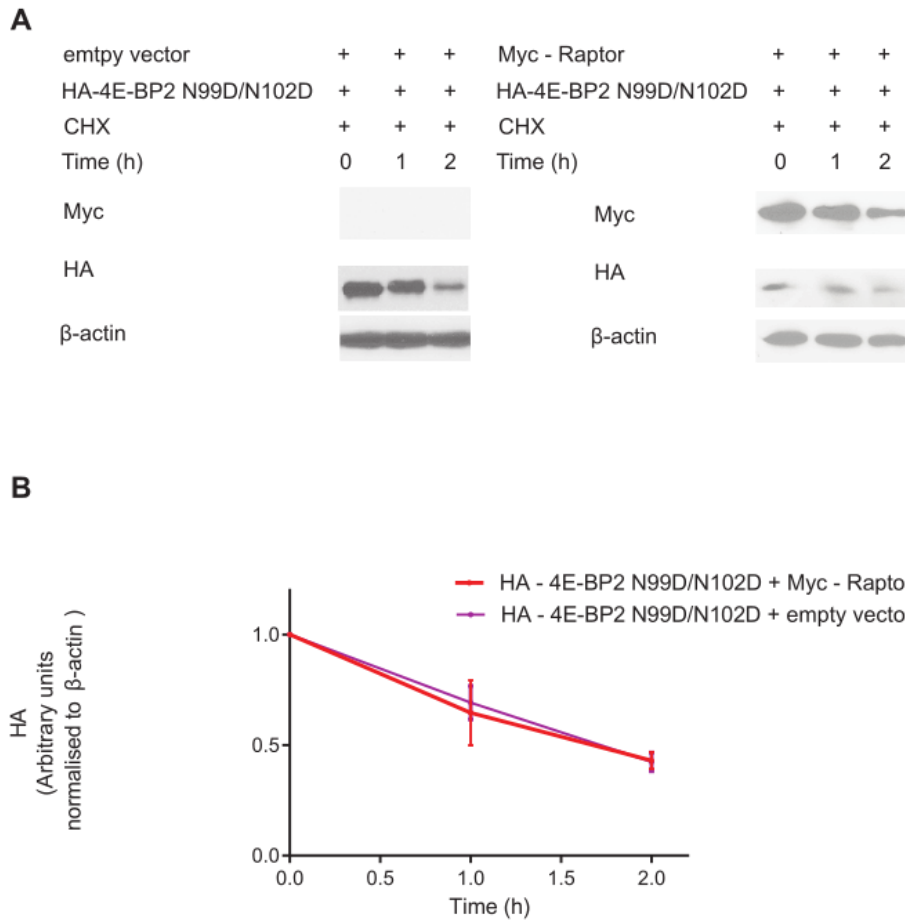 A
emtpy vector + + +
HA-4E-BP2 N99D/N102D + + +
CHX + + +
Time (h) 0 1 2
Myc
HA
β-actin
Myc - Raptor + + +
HA-4E-BP2 N99D/N102D + + +
CHX + + +
Time (h) 0 1 2
Myc
HA
β-actin
B
HA - 4E-BP2 N99D/N102D + Myc - Rapto
HA - 4E-BP2 N99D/N102D + empty vecto
HA
(Arbitrary units
normalised to β-actin )
1.0
0.5
0.0
0.0 0.5 1.0 1.5 2.0
Time (h)